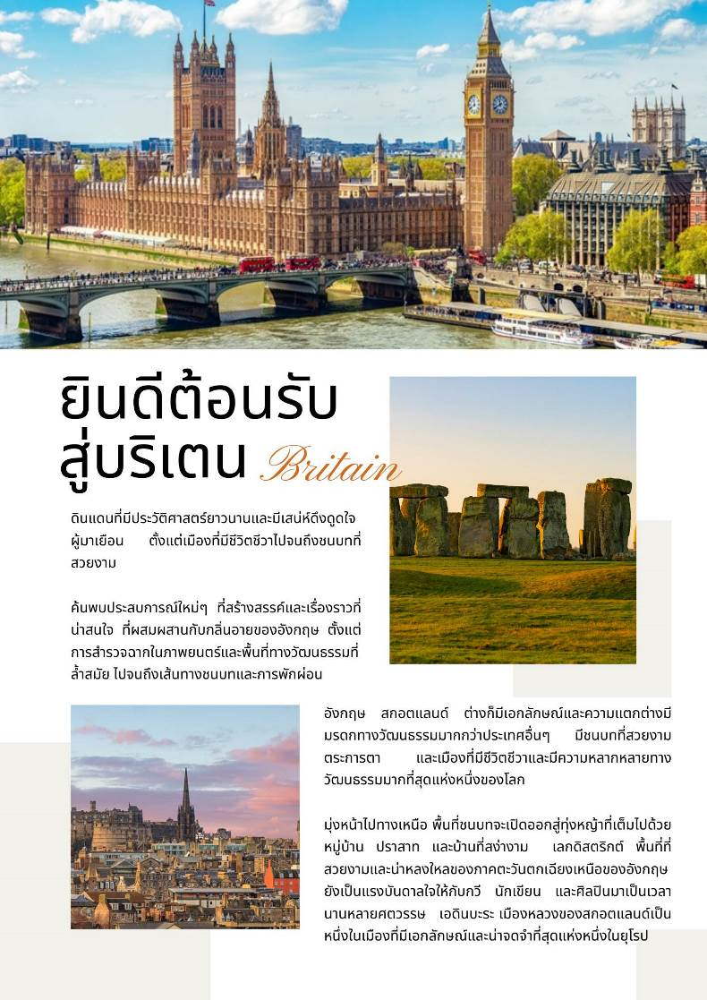 ยินดีต้อนรับ
สู่บริเตน Britain
ดินแดนที่มีประวัติศาสตร์ยาวนานและมีเสน่ห์ดึงดูดใจ
ผู้มาเยือน ตั้งแต่เมืองที่มีชีวิตชีวาไปจนถึงชนบทที่
สวยงาม
ค้นพบประสบการณ์ใหม่ๆ ที่สร้างสรรค์และเรื่องราวที่
น่าสนใจ ที่ผสมผสานกับกลิ่นอายของอังกฤษ ตั้งแต่
การสำรวจฉากในภาพยนตร์และพื้นที่ทางวัฒนธรรมที่
ล้ำสมัย ไปจนถึงเส้นทางชนบทและการพักผ่อน
อังกฤษ สกอตแลนด์ ต่างก็มีเอกลักษณ์และความแตกต่างมี
มรดกทางวัฒนธรรมมากกว่าประเทศอื่นๆ มีชนบทที่สวยงาม
ตระการตา และเมืองที่มีชีวิตชีวาและมีความหลากหลายทาง
วัฒนธรรมมากที่สุดแห่งหนึ่งของโลก
มุ่งหน้าไปทางเหนือ พื้นที่ชนบทจะเปิดออกสู่ทุ่งหญ้าที่เต็มไปด้วย
หมู่บ้าน ปราสาท และบ้านที่สง่างาม เลกดิสตริกต์ พื้นที่ที่
สวยงามและน่าหลงใหลของภาคตะวันตกเฉียงเหนือของอังกฤษ
ยังเป็นแรงบันดาลใจให้กับกวี นักเขียน และศิลปินมาเป็นเวลา
นานหลายศตวรรษ เอดินบะระ เมืองหลวงของสกอตแลนด์เป็น
หนึ่งในเมืองที่มีเอกลักษณ์และน่าจดจำที่สุดแห่งหนึ่งในยุโรป